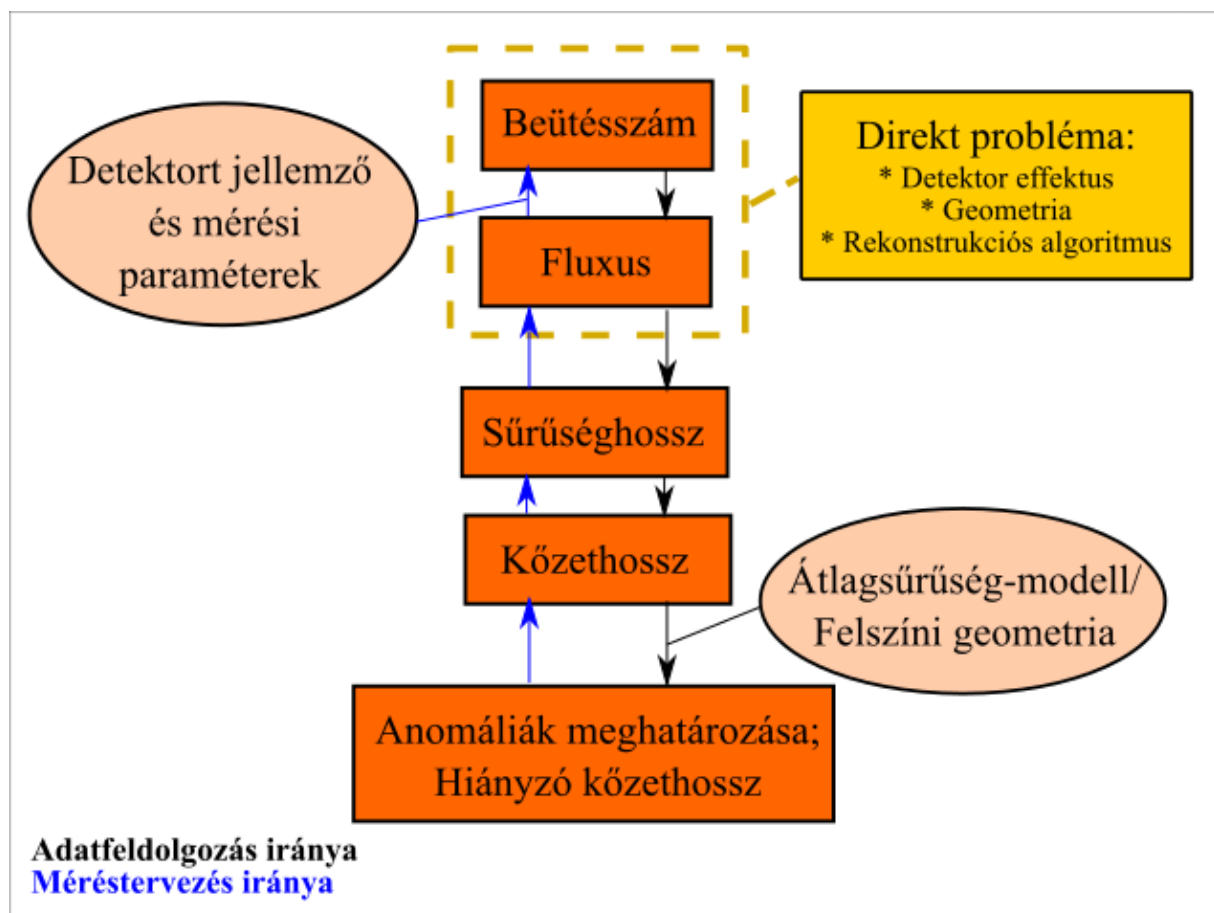 Beütésszám
Detektort jellemző
és mérési
paraméterek
Direkt probléma:
* Detektor effektus
* Geometria
* Rekonstrukciós algoritmus
Fluxus
Sűrűséghossz
Kőzethossz
Átlagsűrűség-modell/
Felszíni geometria
Anomáliák meghatározása;
Hiányzó kőzethossz
Adatfeldolgozás iránya
Méréstervezés iránya